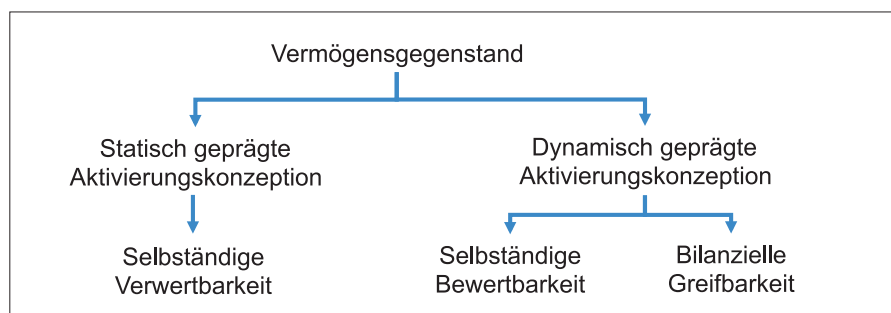 Vermögensgegenstand
Statisch geprägte
Aktivierungskonzeption
Dynamisch geprägte
Aktivierungskonzeption
Selbständige
Verwertbarkeit
Selbständige
Bewertbarkeit
Bilanzielle
Greifbarkeit